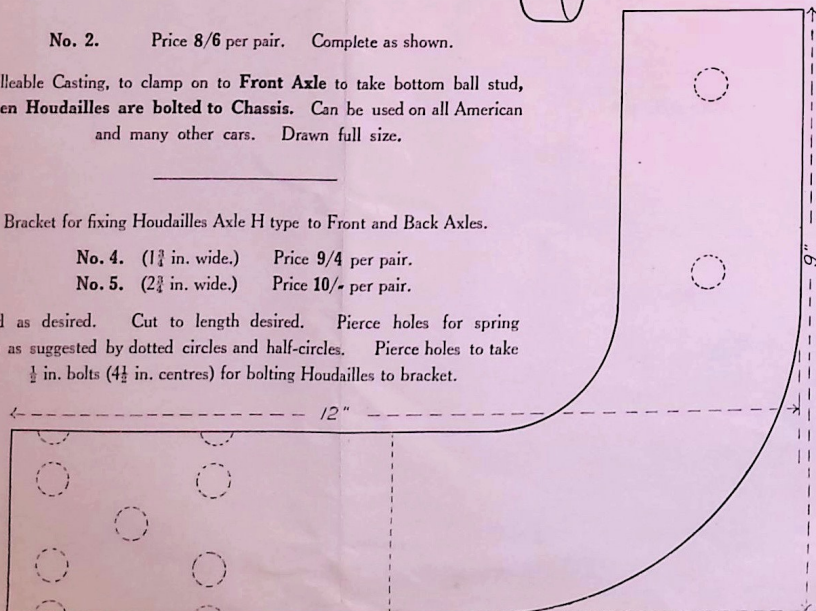 No. 2. Price 8/6 per pair. Complete as shown.
lleable Casting, to clamp on to Front Axle to take bottom ball stud,
en Houdailles are bolted to Chassis. Can be used on all American
and many other cars. Drawn full size.
Bracket for fixing Houdailles Axle H type to Front and Back Axles.
No. 4. (1¾ in. wide.) Price 9/4 per pair.
No. 5. (2¾ in. wide.) Price 10/- per pair.
d as desired. Cut to length desired. Pierce holes for spring
as suggested by dotted circles and half-circles. Pierce holes to take
½ in. bolts (4½ in. centres) for bolting Houdailles to bracket.
12"
9"